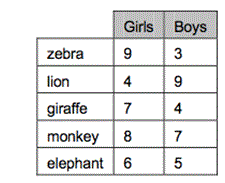 Girls Boys
zebra 9 3
lion 4 9
giraffe 7 4
monkey 8 7
elephant 6 5